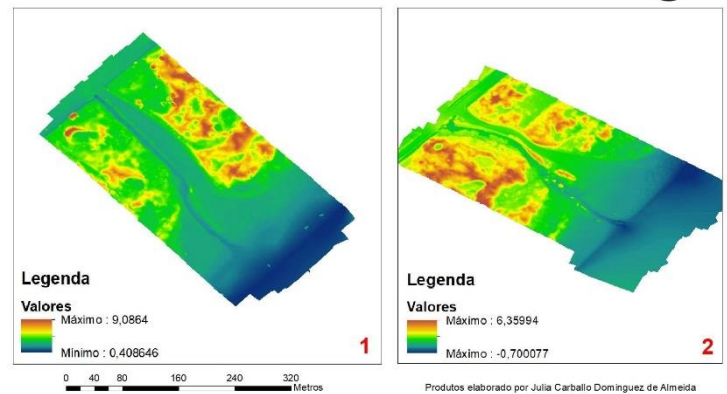 Legenda
Valores
Máximo : 9,0864
Mínimo : 0,408646
1
Legenda
Valores
Máximo : 6,35994
Máximo : -0,700077
2
0 40 80 160 240 320
Metros
Produtos elaborado por Julia Carballo Dominguez de Almeida